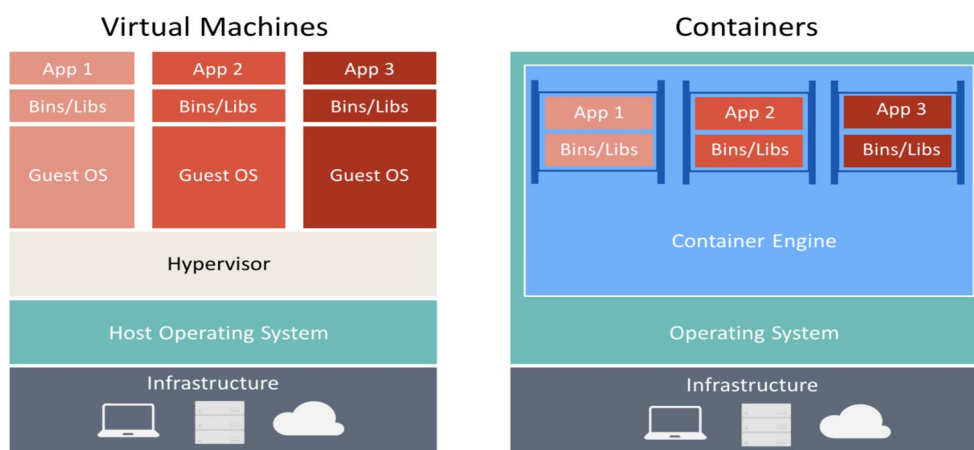 Virtual Machines
App 1
App 2
App 3
Bins/Libs
Bins/Libs
Bins/Libs
Guest OS
Guest OS
Guest OS
Hypervisor
Host Operating System
Infrastructure
Containers
App 1
App 2
App 3
Bins/Libs
Bins/Libs
Bins/Libs
Container Engine
Operating System
Infrastructure